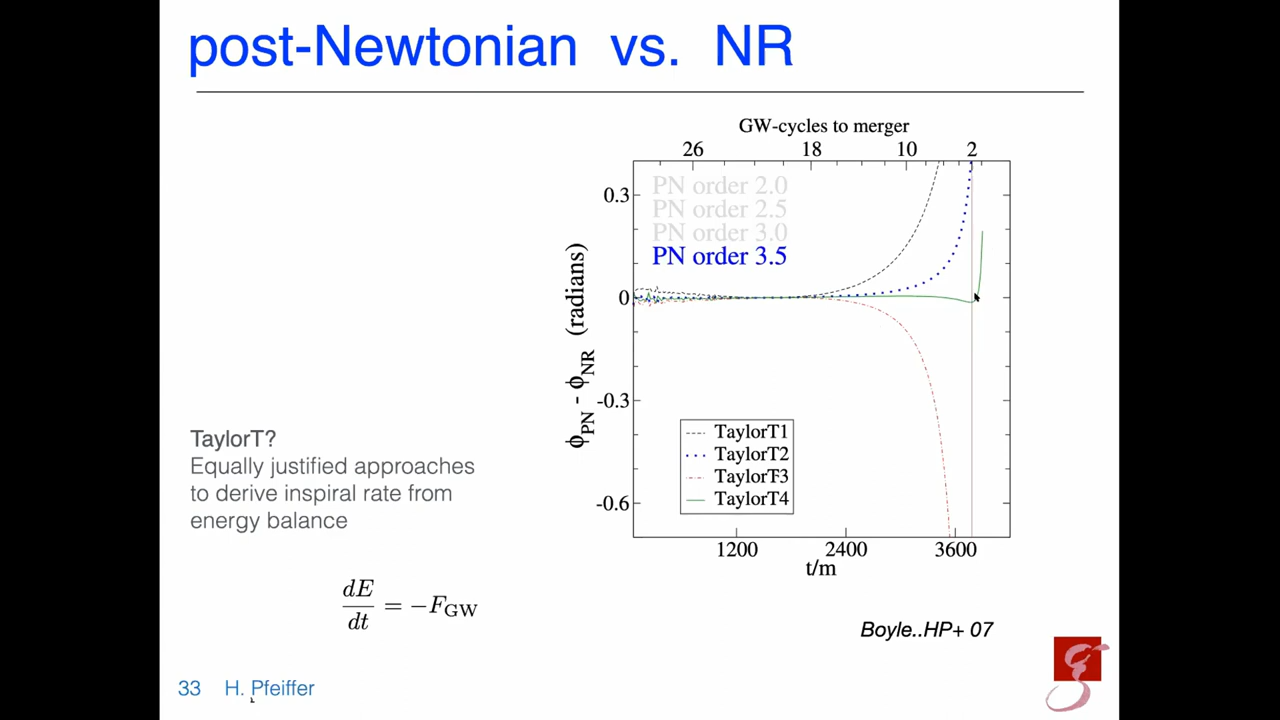 post-Newtonian vs. NR
GW-cycles to merger
26 18 10 2
PN order 2.0
PN order 2.5
PN order 3.0
PN order 3.5
0.3
0
-0.3
-0.6
ϕPN - ϕNR (radians)
TaylorT1
TaylorT2
TaylorT3
TaylorT4
1200 2400 3600
t/m
TaylorT?
Equally justified approaches
to derive inspiral rate from
energy balance
dE/dt = −FGW
Boyle..HP+ 07
33 H. Pfeiffer